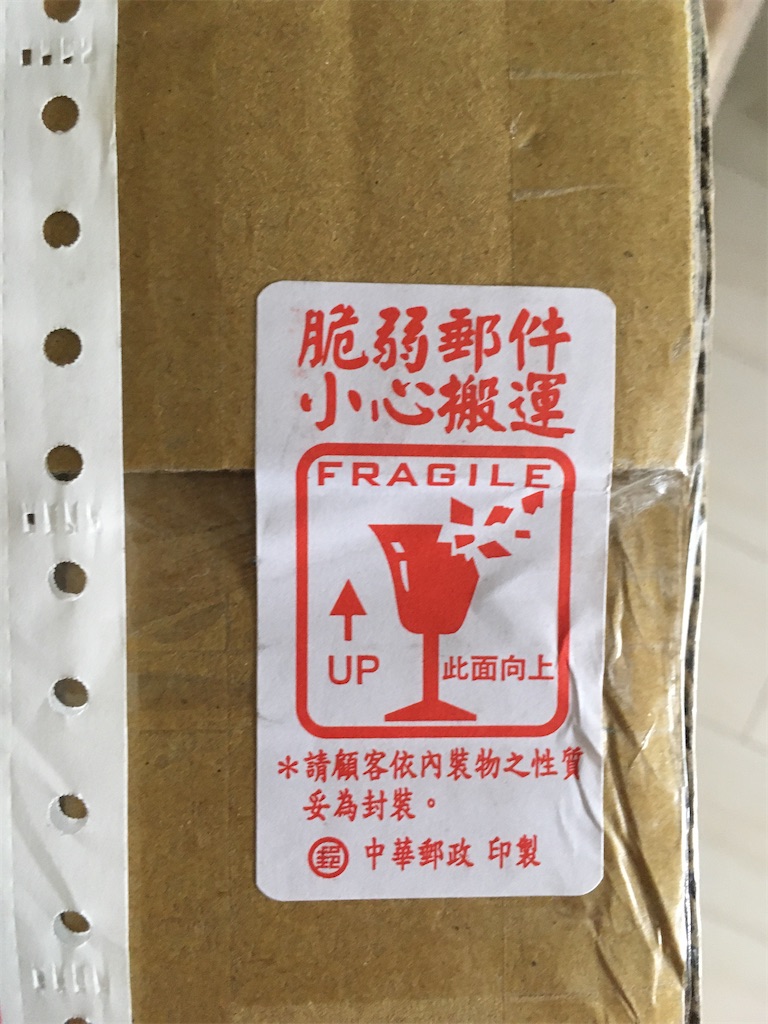 脆弱郵件
小心搬運
FRAGILE
UP 此面向上
＊請顧客依內裝物之性質
妥為封裝。
郵 中華郵政 印製